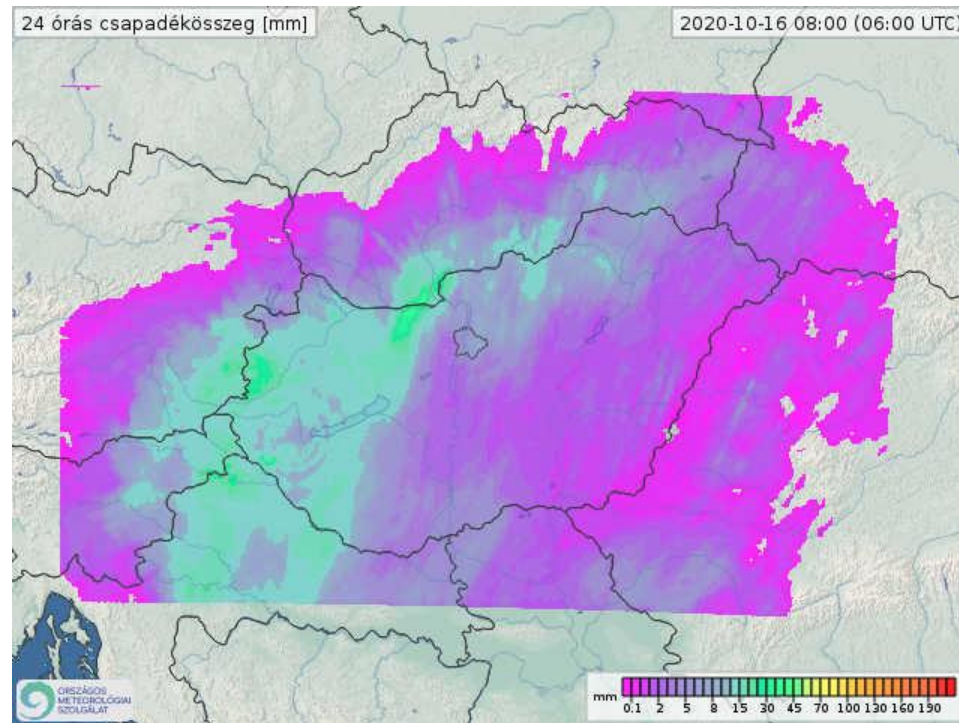 24 órás csapadékösszeg [mm]
2020-10-16 08:00 (06:00 UTC)
ORSZÁGOS
METEOROLÓGIAI
SZOLGÁLAT
mm
0.1 2 5 8 15 30 45 70 100 130 160 190